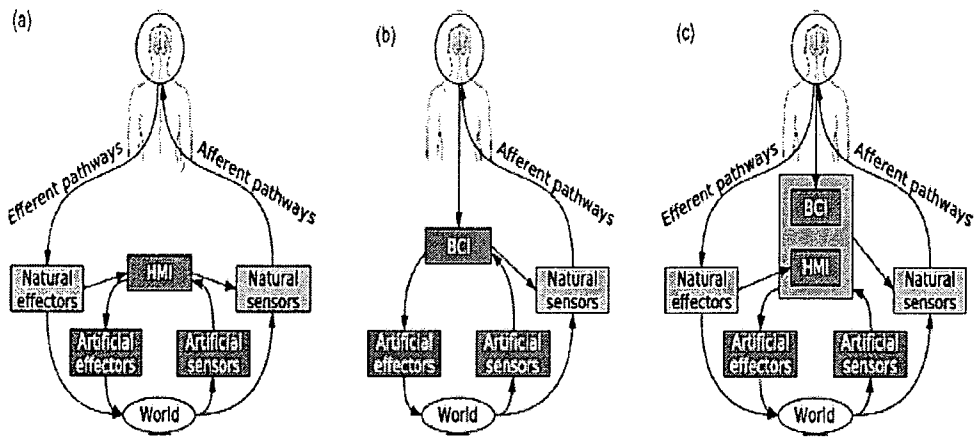 (a)
Efferent pathways
Afferent pathways
Natural
effectors
HMI
Natural
sensors
Artificial
effectors
Artificial
sensors
World
(b)
Afferent pathways
BCI
Natural
sensors
Artificial
effectors
Artificial
sensors
World
(c)
Efferent pathways
Afferent pathways
BCI
HMI
Natural
effectors
Natural
sensors
Artificial
effectors
Artificial
sensors
World